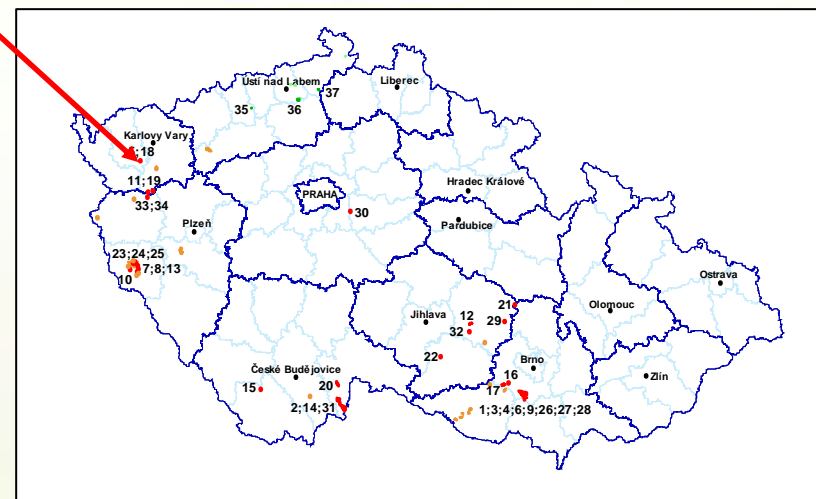 Ústí nad Labem
Liberec
37
35
36
Karlovy Vary
;18
11;19
Hradec Králové
PRAHA
30
33;34
Plzeň
Pardubice
23;24;25
7;8;13
10
Ostrava
21
Olomouc
Jihlava
12
29
32
22
Brno
České Budějovice
20
16
Zlín
15
17
2;14;31
1;3;4;6;9;26;27;28